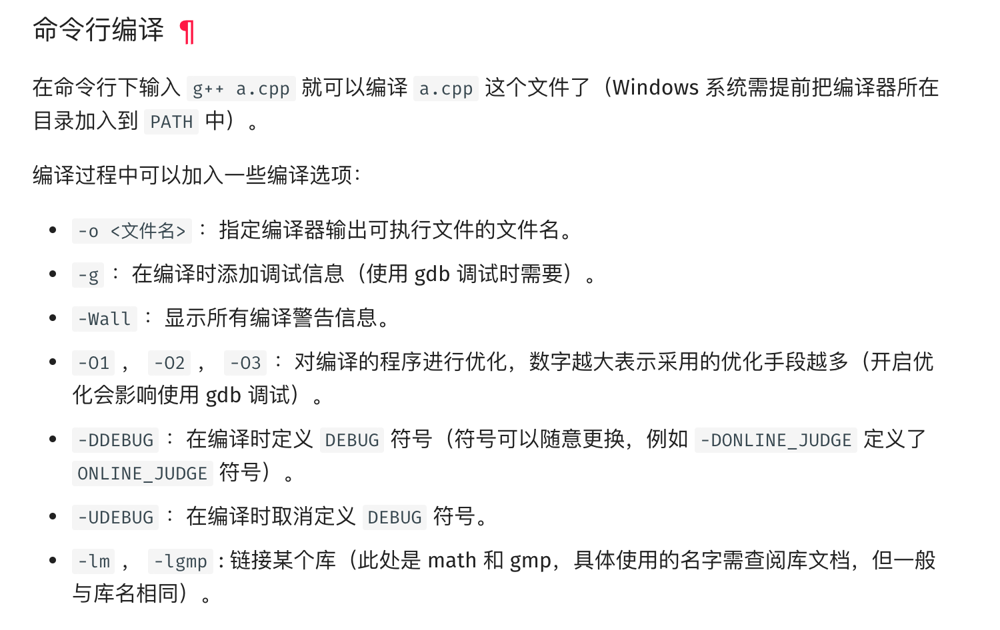 命令行编译 ¶
在命令行下输入 g++ a.cpp 就可以编译 a.cpp 这个文件了（Windows 系统需提前把编译器所在
目录加入到 PATH 中）。
编译过程中可以加入一些编译选项：
• -o <文件名> ： 指定编译器输出可执行文件的文件名。
• -g ： 在编译时添加调试信息（使用 gdb 调试时需要）。
• -Wall ： 显示所有编译警告信息。
• -O1 ， -O2 ， -O3 ： 对编译的程序进行优化，数字越大表示采用的优化手段越多（开启优
化会影响使用 gdb 调试）。
• -DDEBUG ： 在编译时定义 DEBUG 符号（符号可以随意更换，例如 -DONLINE_JUDGE 定义了
ONLINE_JUDGE 符号）。
• -UDEBUG ： 在编译时取消定义 DEBUG 符号。
• -lm ， -lgmp : 链接某个库（此处是 math 和 gmp，具体使用的名字需查阅库文档，但一般
与库名相同）。